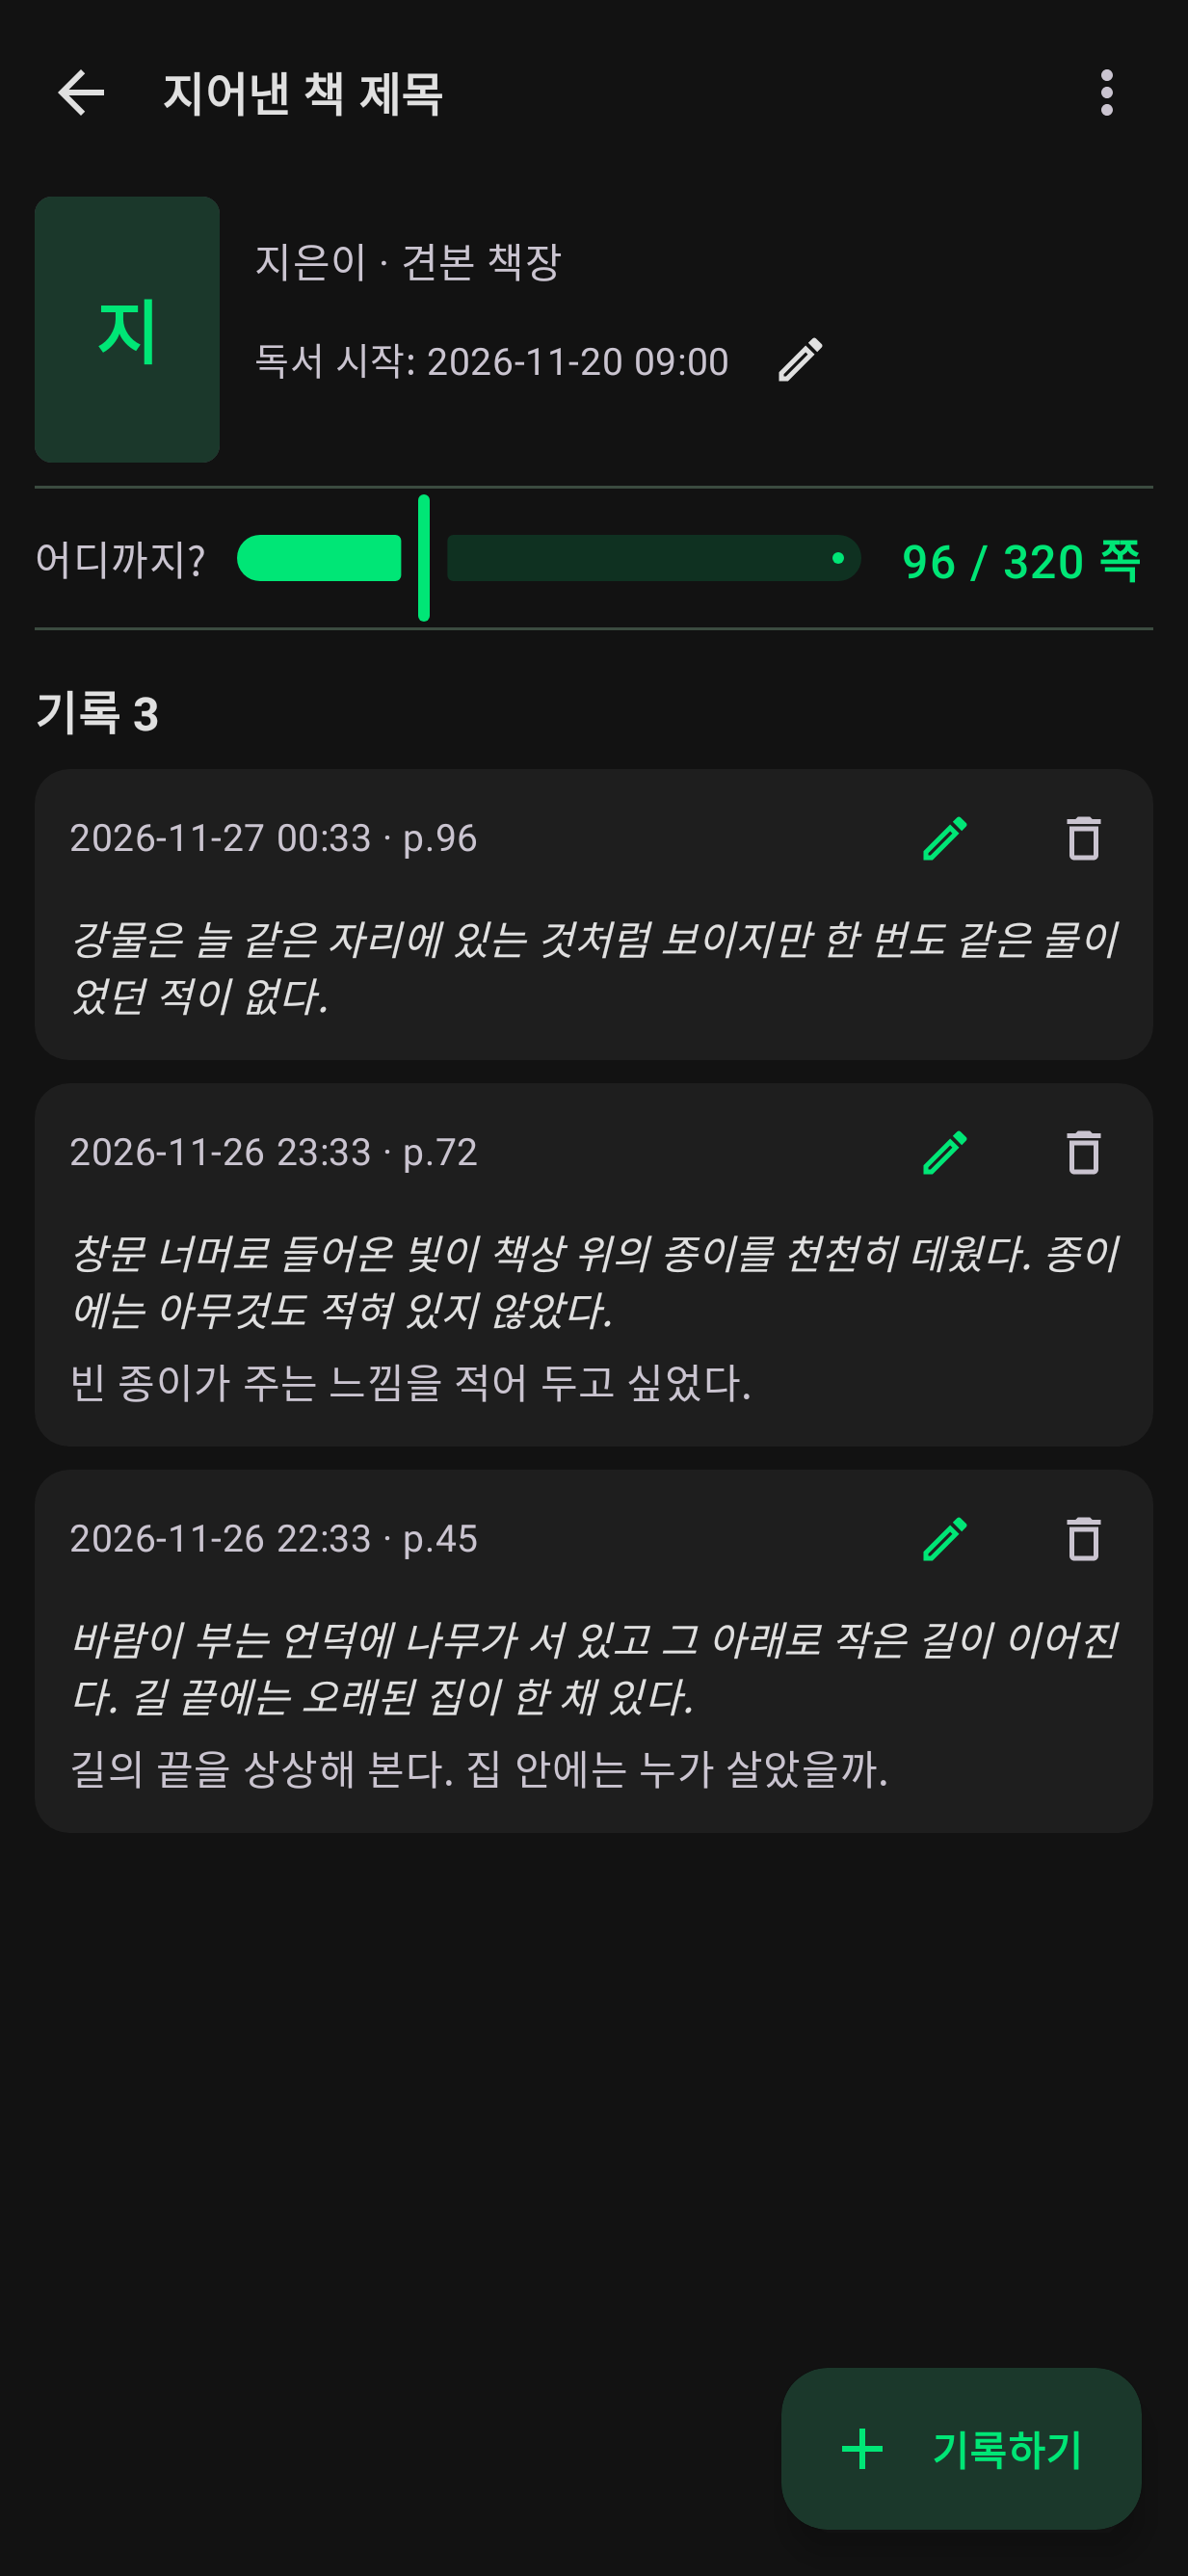 지어낸 책 제목
지
지은이 · 견본 책장
독서 시작: 2026-11-20 09:00
어디까지?
96 / 320 쪽
기록 3
2026-11-27 00:33 · p.96
강물은 늘 같은 자리에 있는 것처럼 보이지만 한 번도 같은 물이
었던 적이 없다.
2026-11-26 23:33 · p.72
창문 너머로 들어온 빛이 책상 위의 종이를 천천히 데웠다. 종이
에는 아무것도 적혀 있지 않았다.
빈 종이가 주는 느낌을 적어 두고 싶었다.
2026-11-26 22:33 · p.45
바람이 부는 언덕에 나무가 서 있고 그 아래로 작은 길이 이어진
다. 길 끝에는 오래된 집이 한 채 있다.
길의 끝을 상상해 본다. 집 안에는 누가 살았을까.
기록하기